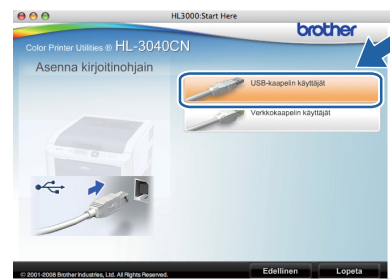 HL3000:Start Here
brother
Color Printer Utilities ® HL-3040CN
Asenna kirjoitinohjain
USB-kaapelin käyttäjät
Verkkokaapelin käyttäjät
© 2001-2008 Brother Industries, Ltd. All Rights Reserved.
Edellinen
Lopeta